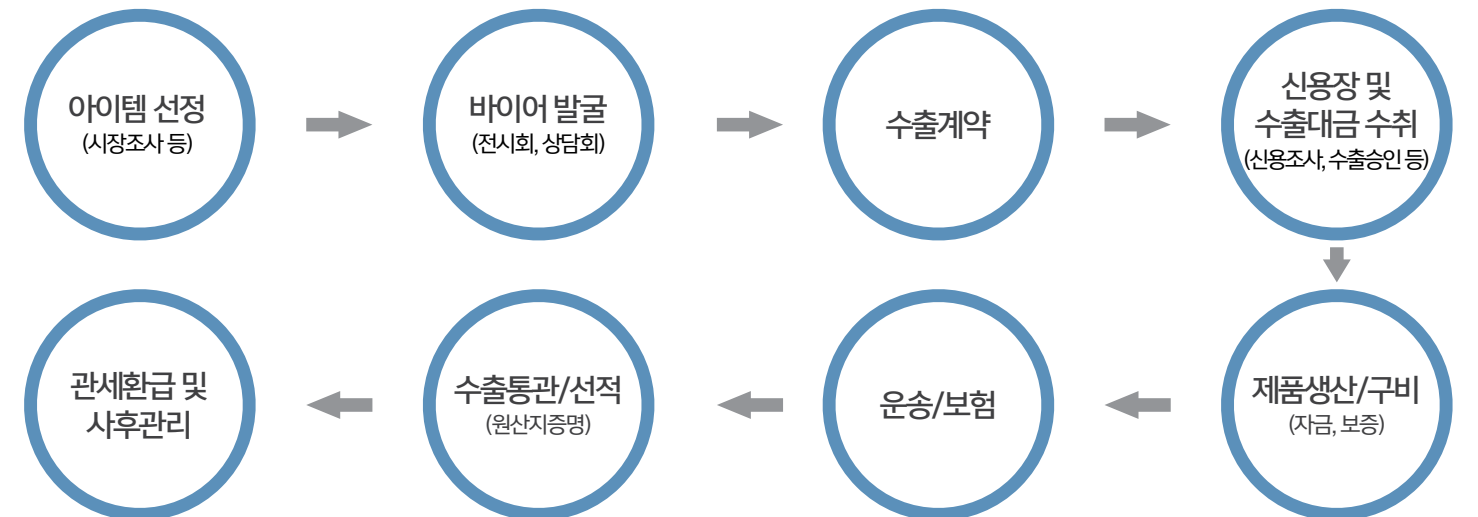 아이템 선정
(시장조사 등)
바이어 발굴
(전시회, 상담회)
수출계약
신용장 및
수출대금 수취
(신용조사, 수출승인 등)
제품생산/구비
(자금, 보증)
운송/보험
수출통관/선적
(원산지증명)
관세환급 및
사후관리